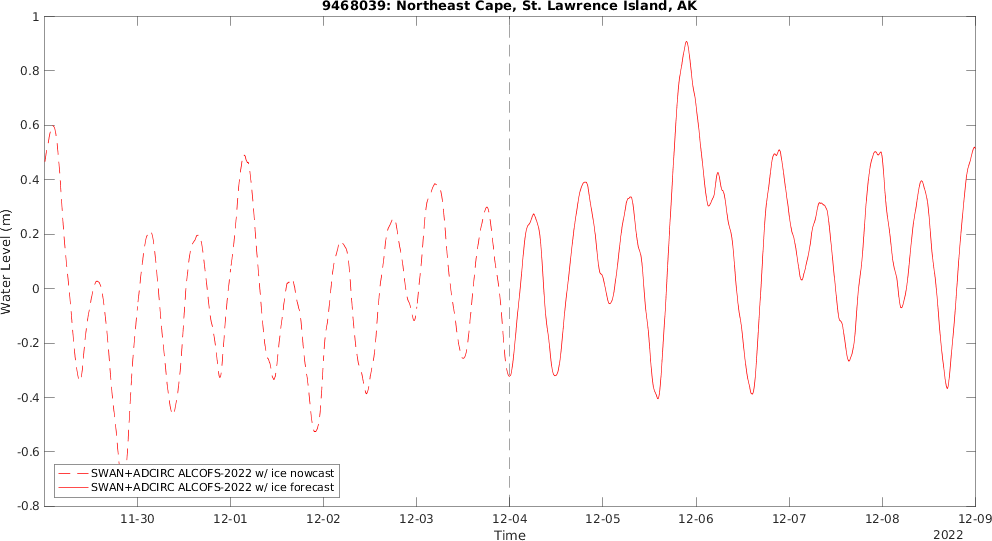 9468039: Northeast Cape, St. Lawrence Island, AK
1
0.8
0.6
0.4
0.2
0
-0.2
-0.4
-0.6
-0.8
Water Level (m)
SWAN+ADCIRC ALCOFS-2022 w/ ice nowcast
SWAN+ADCIRC ALCOFS-2022 w/ ice forecast
11-30 12-01 12-02 12-03 12-04 12-05 12-06 12-07 12-08 12-09
Time
2022